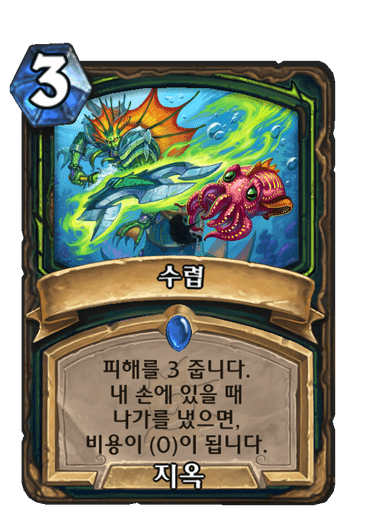 3
수렵
피해를 3 줍니다.
내 손에 있을 때
나가를 냈으면,
비용이 (0)이 됩니다.
지옥